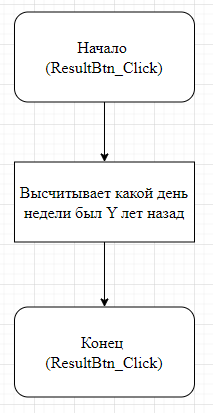 Начало
(ResultBtn_Click)
Высчитывает какой день
недели был Y лет назад
Конец
(ResultBtn_Click)